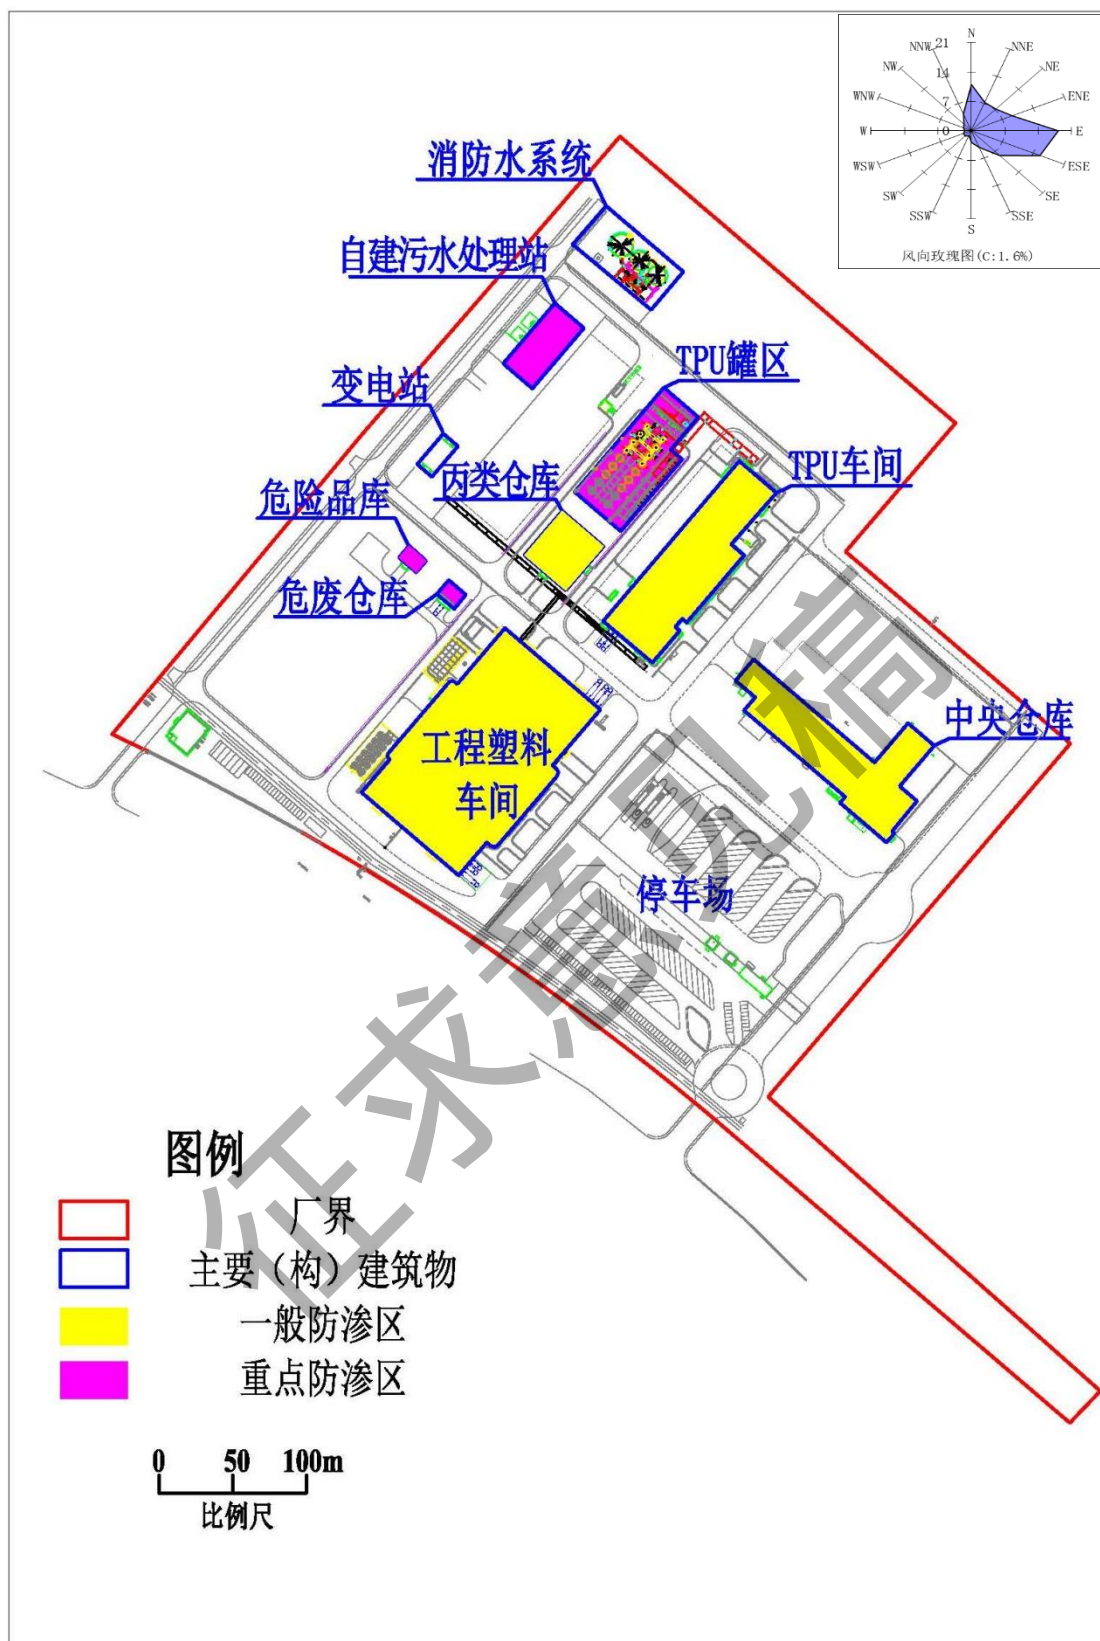 N
NNW
21
NNE
NW
14
NE
WNW
7
ENE
W
0
E
WSW
ESE
SW
SE
SSW
SSE
S
风向玫瑰图(C:1.6%)
消防水系统
自建污水处理站
TPU罐区
变电站
TPU车间
丙类仓库
危险品库
危废仓库
中央仓库
工程塑料
车间
停车场
征求意见稿
图例
厂界
主要（构）建筑物
一般防渗区
重点防渗区
0 50 100m
比例尺